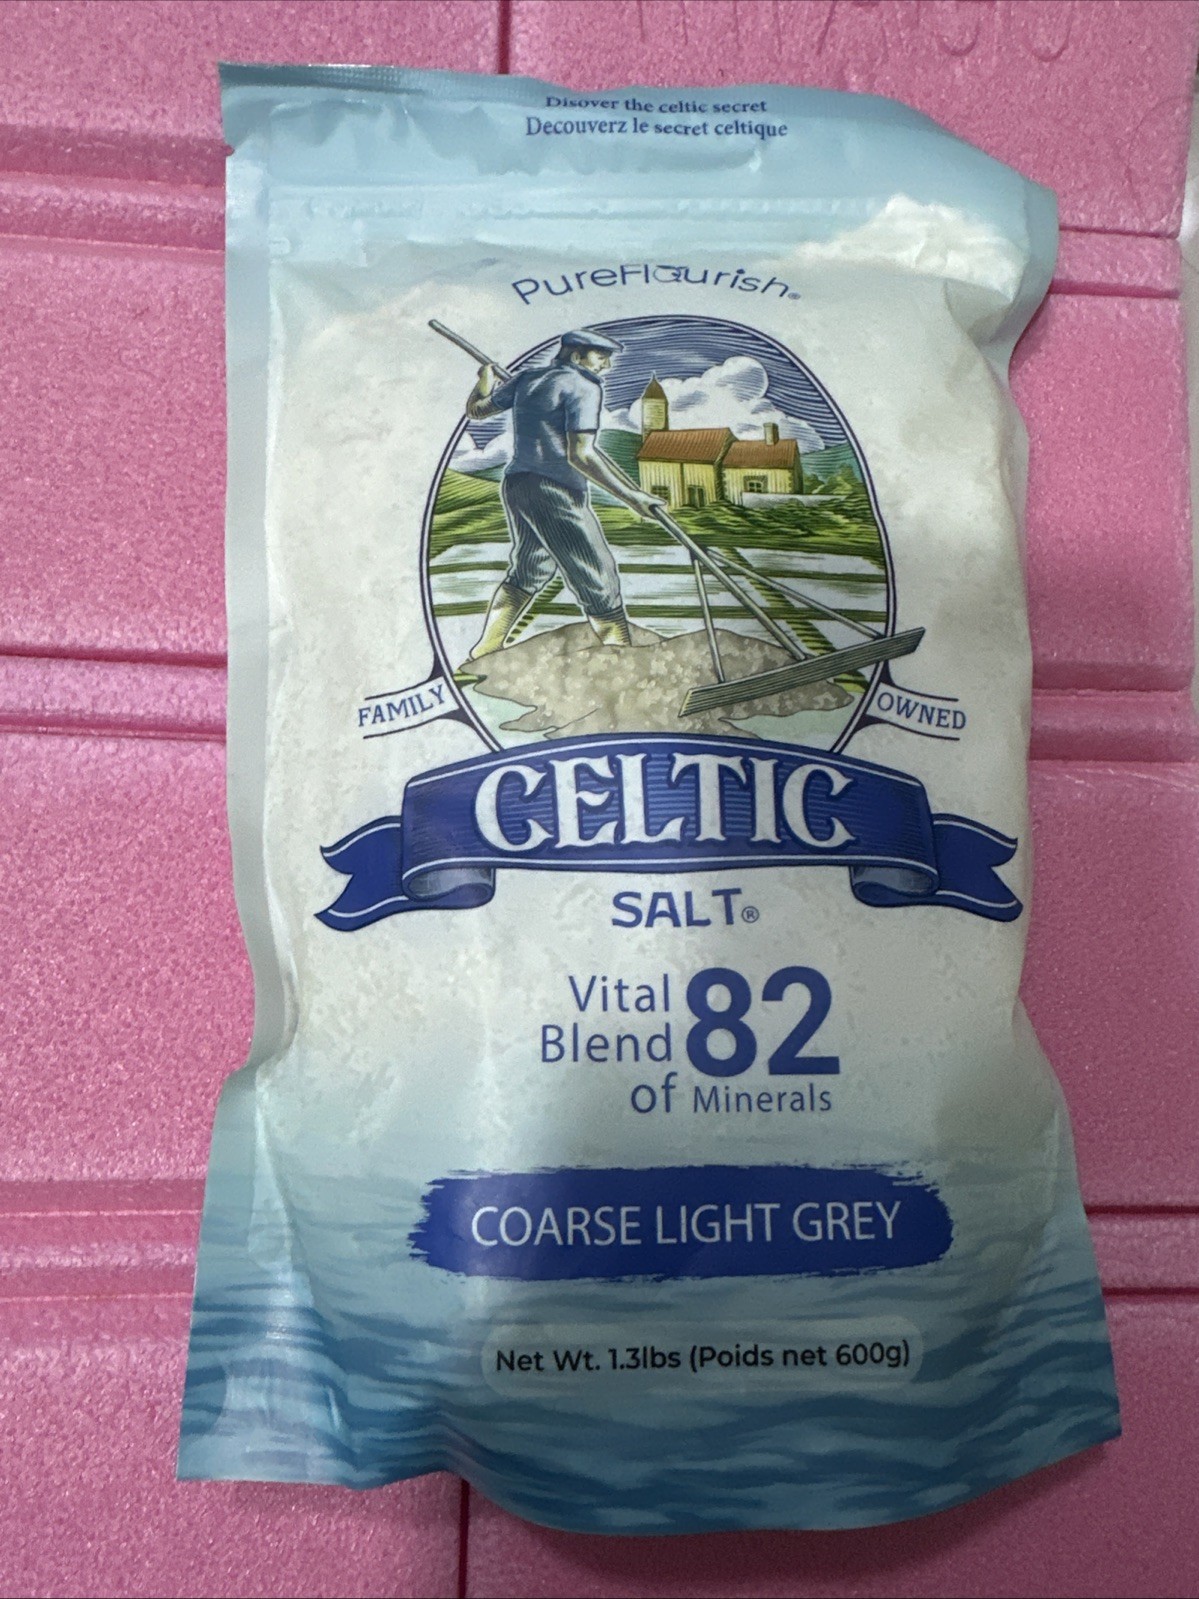 Disover the celtic secret
Decouverz le secret celtique
PureFlourish®
FAMILY OWNED
CELTIC
SALT®
Vital
Blend 82
of Minerals
COARSE LIGHT GREY
Net Wt. 1.3lbs (Poids net 600g)